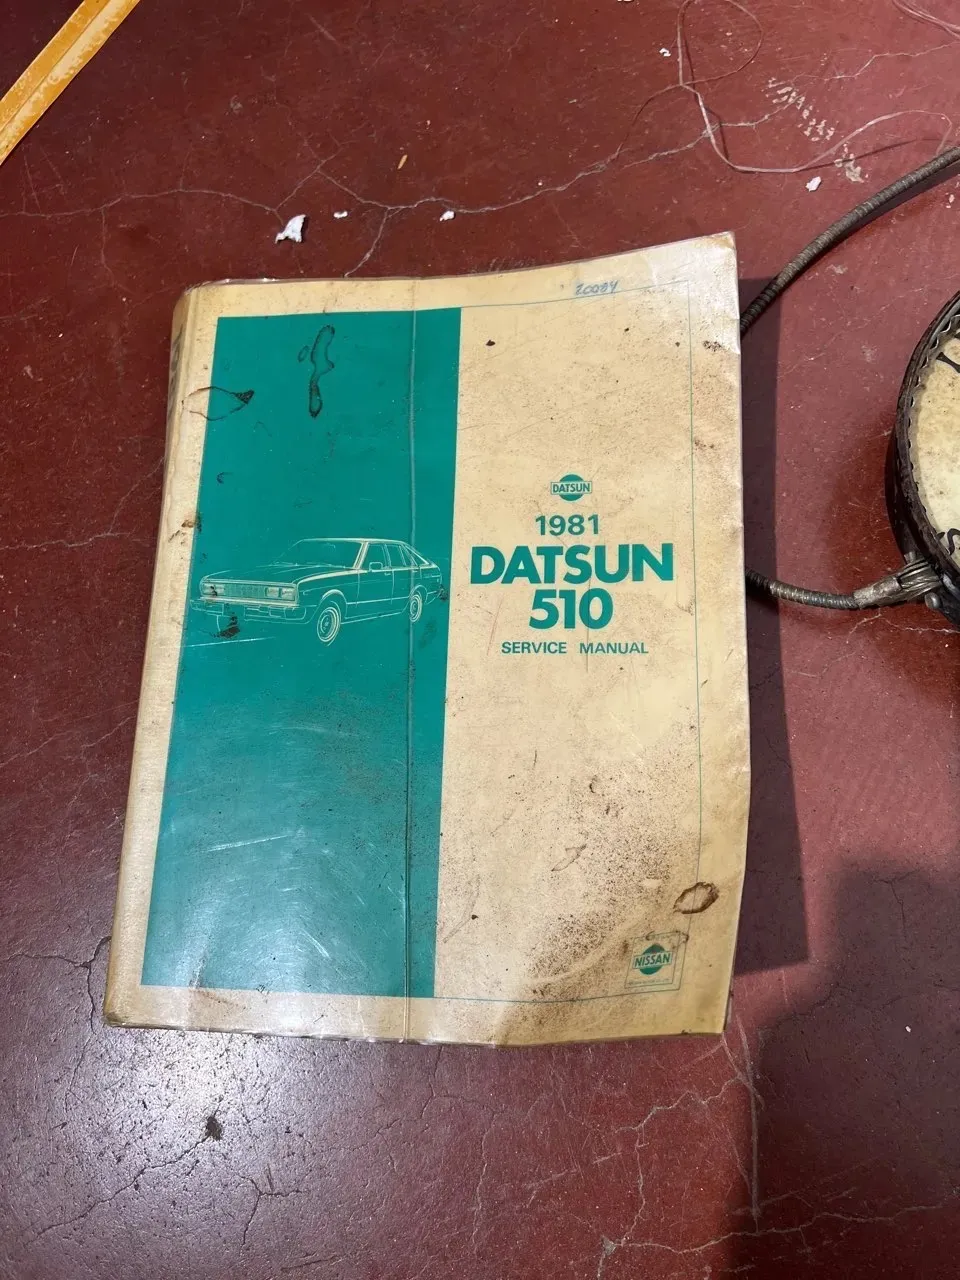 20084
DATSUN
1981
DATSUN
510
SERVICE MANUAL
NISSAN